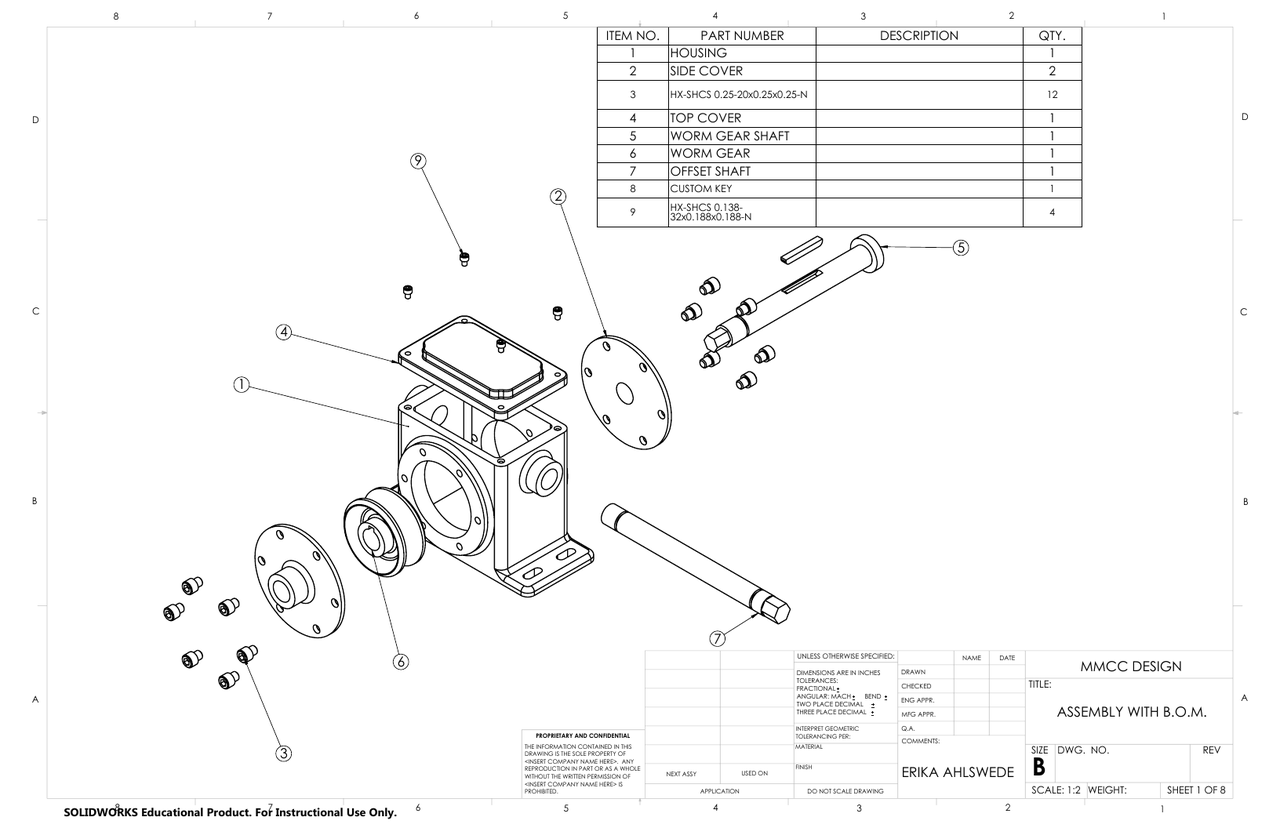 8 7 6 5 4 3 2 1
ITEM NO. PART NUMBER DESCRIPTION QTY.
1 HOUSING 1
2 SIDE COVER 2
3 HX-SHCS 0.25-20x0.25x0.25-N 12
4 TOP COVER 1
5 WORM GEAR SHAFT 1
6 WORM GEAR 1
7 OFFSET SHAFT 1
8 CUSTOM KEY 1
9 HX-SHCS 0.138-
32x0.188x0.188-N 4
D D
9
2
5
C C
4
1
B B
7
6
3
A A
UNLESS OTHERWISE SPECIFIED:
DIMENSIONS ARE IN INCHES
TOLERANCES:
FRACTIONAL ±
ANGULAR: MACH ± BEND ±
TWO PLACE DECIMAL ±
THREE PLACE DECIMAL ±
INTERPRET GEOMETRIC
TOLERANCING PER:
MATERIAL
FINISH
DO NOT SCALE DRAWING
NAME DATE
DRAWN
CHECKED
ENG APPR.
MFG APPR.
Q.A.
COMMENTS:
ERIKA AHLSWEDE
MMCC DESIGN
TITLE:
ASSEMBLY WITH B.O.M.
SIZE DWG. NO. REV
B
SCALE: 1:2 WEIGHT: SHEET 1 OF 8
PROPRIETARY AND CONFIDENTIAL
THE INFORMATION CONTAINED IN THIS
DRAWING IS THE SOLE PROPERTY OF
<INSERT COMPANY NAME HERE>. ANY
REPRODUCTION IN PART OR AS A WHOLE
WITHOUT THE WRITTEN PERMISSION OF
<INSERT COMPANY NAME HERE> IS
PROHIBITED.
NEXT ASSY USED ON
APPLICATION
8 7 6 5 4 3 2 1
SOLIDWORKS Educational Product. For Instructional Use Only.